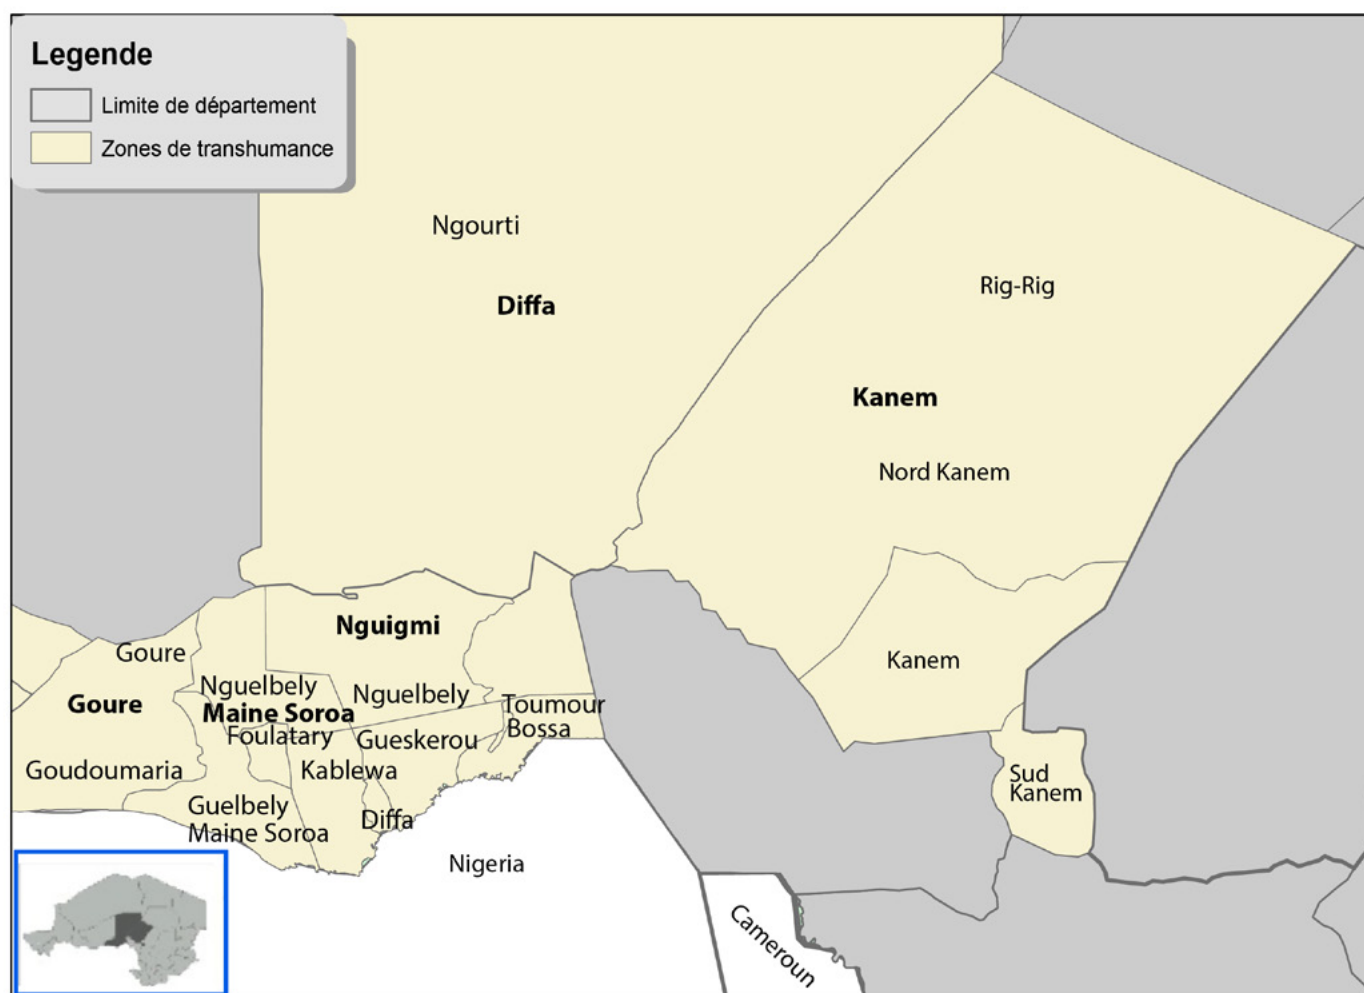 Legende
Limite de département
Zones de transhumance
Ngourti
Diffa
Rig-Rig
Kanem
Nord Kanem
Nguigmi
Goure
Kanem
Nguelbely
Nguelbely
Goure
Maine Soroa
Toumour
Foulatary
Gueskerou
Bossa
Goudoumaria
Kablewa
Sud
Kanem
Guelbely
Diffa
Maine Soroa
Nigeria
Cameroun